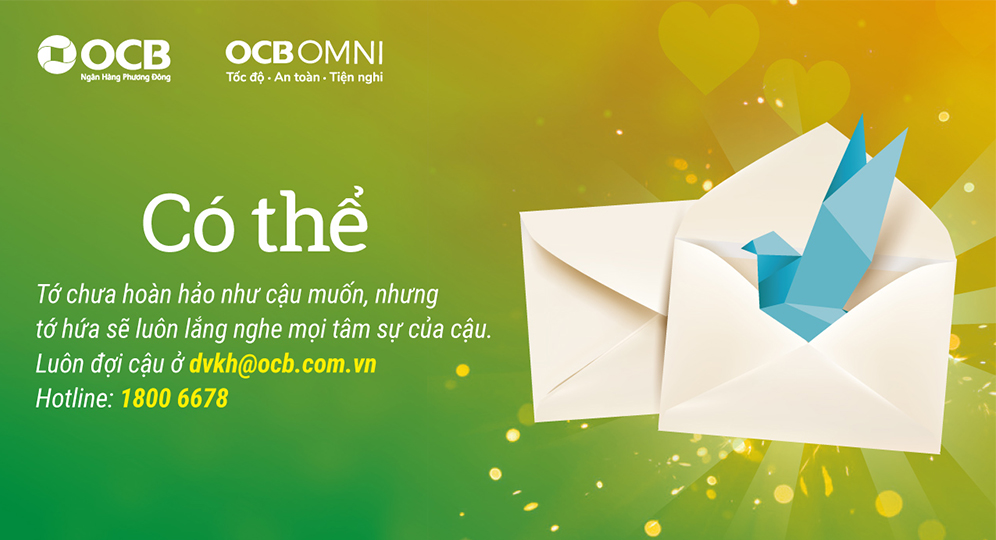 OCB
Ngân Hàng Phương Đông
OCB OMNI
Tốc độ • An toàn • Tiện nghi
Có thể
Tớ chưa hoàn hảo như cậu muốn, nhưng
tớ hứa sẽ luôn lắng nghe mọi tâm sự của cậu.
Luôn đợi cậu ở dvkh@ocb.com.vn
Hotline: 1800 6678